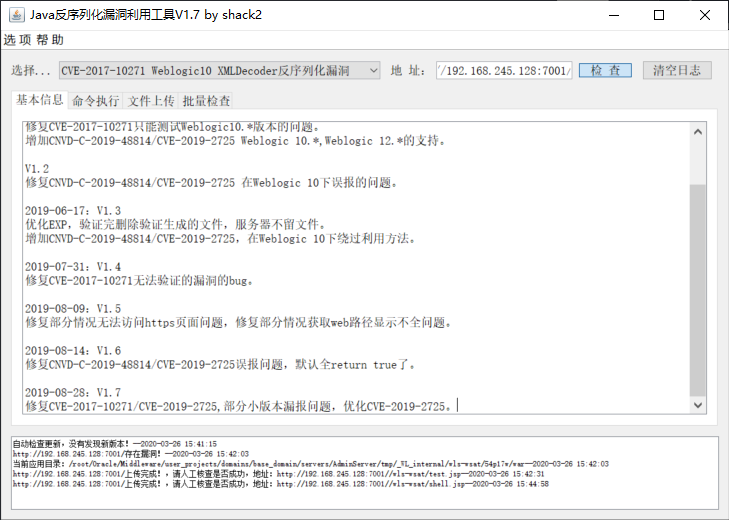 Java反序列化漏洞利用工具V1.7 by shack2
选项 帮助
选择... CVE-2017-10271 Weblogic10 XMLDecoder反序列化漏洞 地 址： /192.168.245.128:7001/ 检 查 清空日志
基本信息 命令执行 文件上传 批量检查
修复CVE-2017-10271只能测试Weblogic10.*版本的问题。
增加CNVD-C-2019-48814/CVE-2019-2725 Weblogic 10.*,Weblogic 12.*的支持。
V1.2
修复CNVD-C-2019-48814/CVE-2019-2725 在Weblogic 10下误报的问题。
2019-06-17：V1.3
优化EXP，验证完删除验证生成的文件，服务器不留文件。
增加CNVD-C-2019-48814/CVE-2019-2725，在Weblogic 10下绕过利用方法。
2019-07-31：V1.4
修复CVE-2017-10271无法验证的漏洞的bug。
2019-08-09：V1.5
修复部分情况无法访问https页面问题，修复部分情况获取web路径显示不全问题。
2019-08-14：V1.6
修复CNVD-C-2019-48814/CVE-2019-2725误报问题，默认全return true了。
2019-08-28：V1.7
修复CVE-2017-10271/CVE-2019-2725,部分小版本漏报问题，优化CVE-2019-2725。
自动检查更新，没有发现新版本！--2020-03-26 15:41:15
http://192.168.245.128:7001/存在漏洞！--2020-03-26 15:42:03
当前应用目录：/root/Oracle/Middleware/user_projects/domains/base_domain/servers/AdminServer/tmp/_WL_internal/wls-wsat/54p17w/war--2020-03-26 15:42:03
http://192.168.245.128:7001/上传完成！，请人工核查是否成功，地址：http://192.168.245.128:7001//wls-wsat/test.jsp--2020-03-26 15:42:31
http://192.168.245.128:7001/上传完成！，请人工核查是否成功，地址：http://192.168.245.128:7001//wls-wsat/shell.jsp--2020-03-26 15:44:58